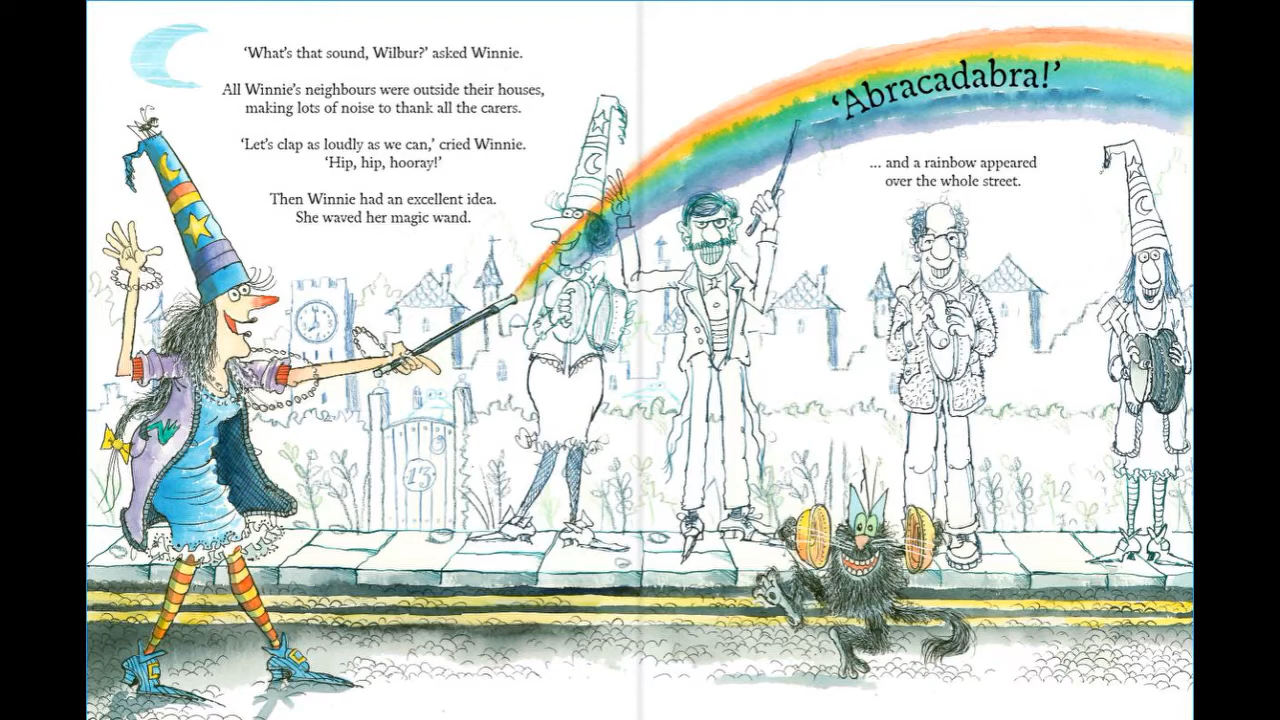 ‘What’s that sound, Wilbur?’ asked Winnie.
All Winnie’s neighbours were outside their houses,
making lots of noise to thank all the carers.
‘Let’s clap as loudly as we can,’ cried Winnie.
‘Hip, hip, hooray!’
Then Winnie had an excellent idea.
She waved her magic wand.
‘Abracadabra!’
... and a rainbow appeared
over the whole street.
13